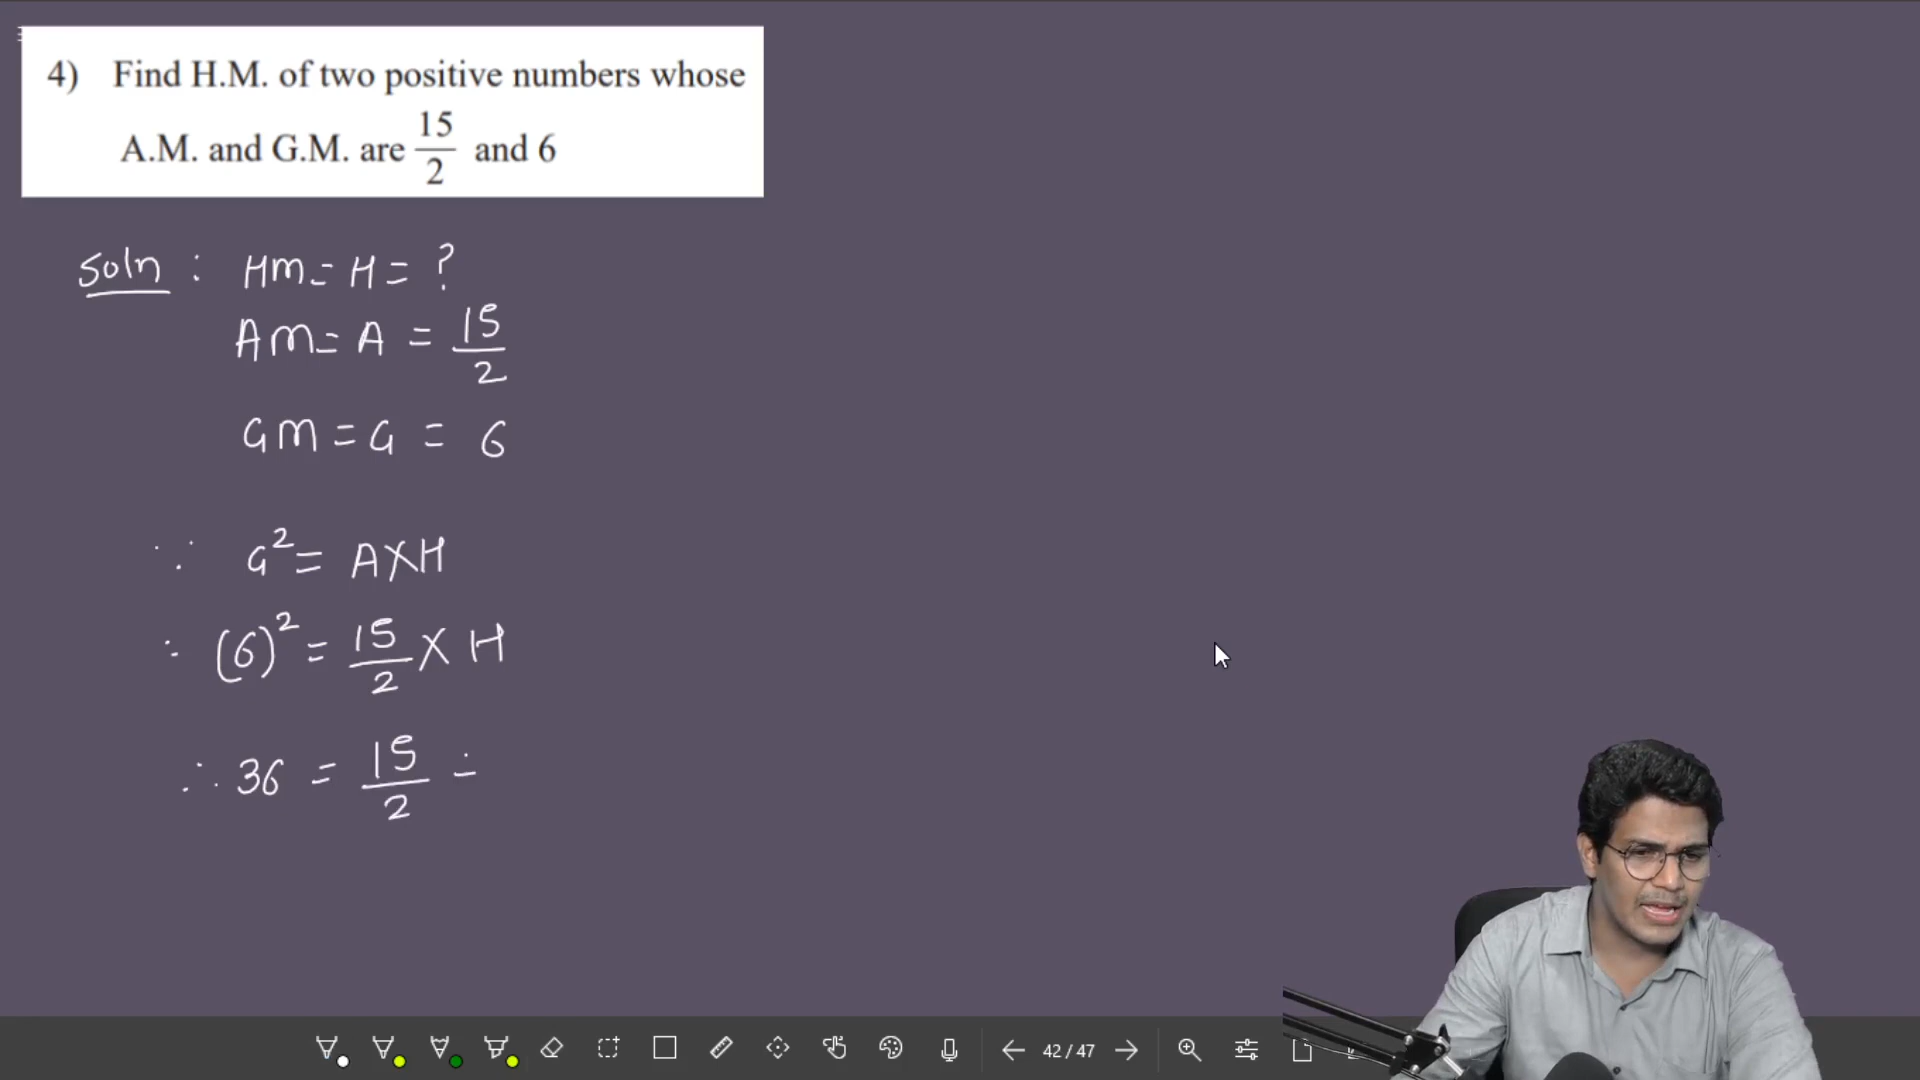 4) Find H.M. of two positive numbers whose
A.M. and G.M. are 15/2 and 6
Soln : HM = H = ?
AM = A = 15/2
GM = G = 6
∵ G² = A×H
∴ (6)² = 15/2 × H
∴ 36 = 15/2
42 / 47